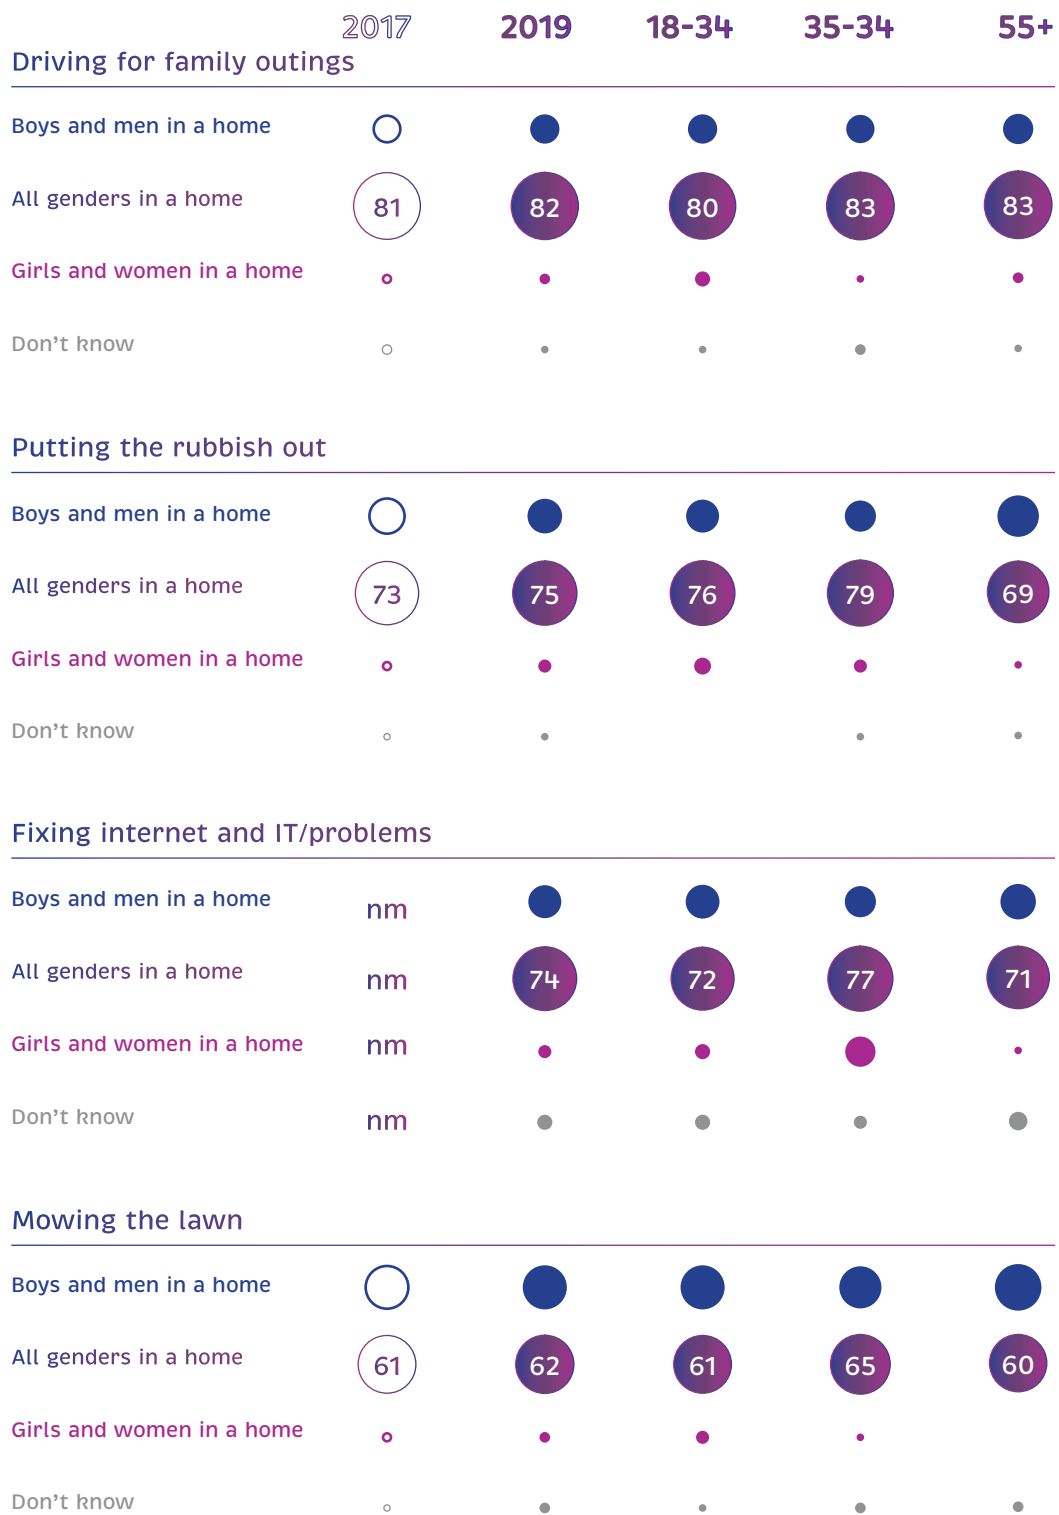 2017 2019 18-34 35-34 55+
Driving for family outings
Boys and men in a home
All genders in a home 81 82 80 83 83
Girls and women in a home
Don't know
Putting the rubbish out
Boys and men in a home
All genders in a home 73 75 76 79 69
Girls and women in a home
Don't know
Fixing internet and IT/problems
Boys and men in a home nm
All genders in a home nm 74 72 77 71
Girls and women in a home nm
Don't know nm
Mowing the lawn
Boys and men in a home
All genders in a home 61 62 61 65 60
Girls and women in a home
Don't know